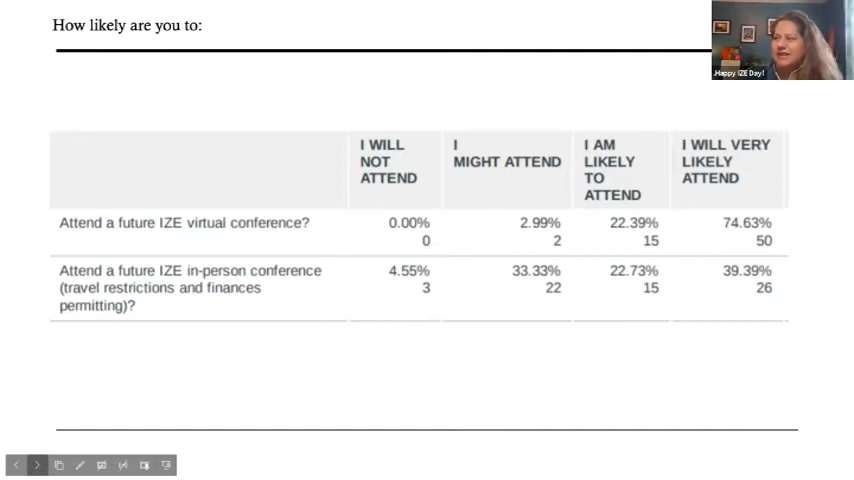 How likely are you to:
Happy IZE Day!
I WILL NOT ATTEND
I MIGHT ATTEND
I AM LIKELY TO ATTEND
I WILL VERY LIKELY ATTEND
Attend a future IZE virtual conference?
0.00% 2.99% 22.39% 74.63%
0 2 15 50
Attend a future IZE in-person conference
(travel restrictions and finances
permitting)?
4.55% 33.33% 22.73% 39.39%
3 22 15 26